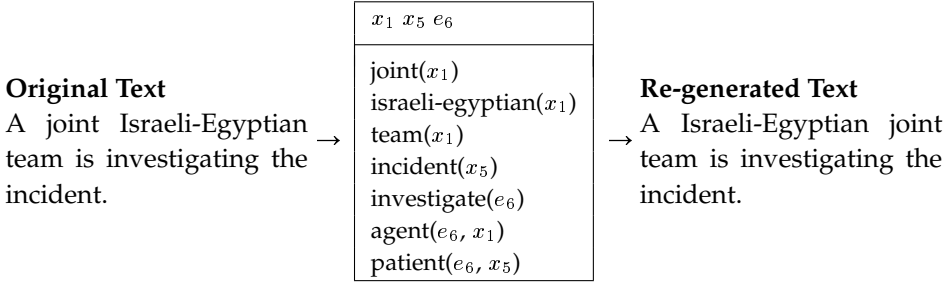 Original Text
A joint Israeli-Egyptian
team is investigating the
incident.
→
x1 x5 e6
joint(x1)
israeli-egyptian(x1)
team(x1)
incident(x5)
investigate(e6)
agent(e6, x1)
patient(e6, x5)
→
Re-generated Text
A Israeli-Egyptian joint
team is investigating the
incident.